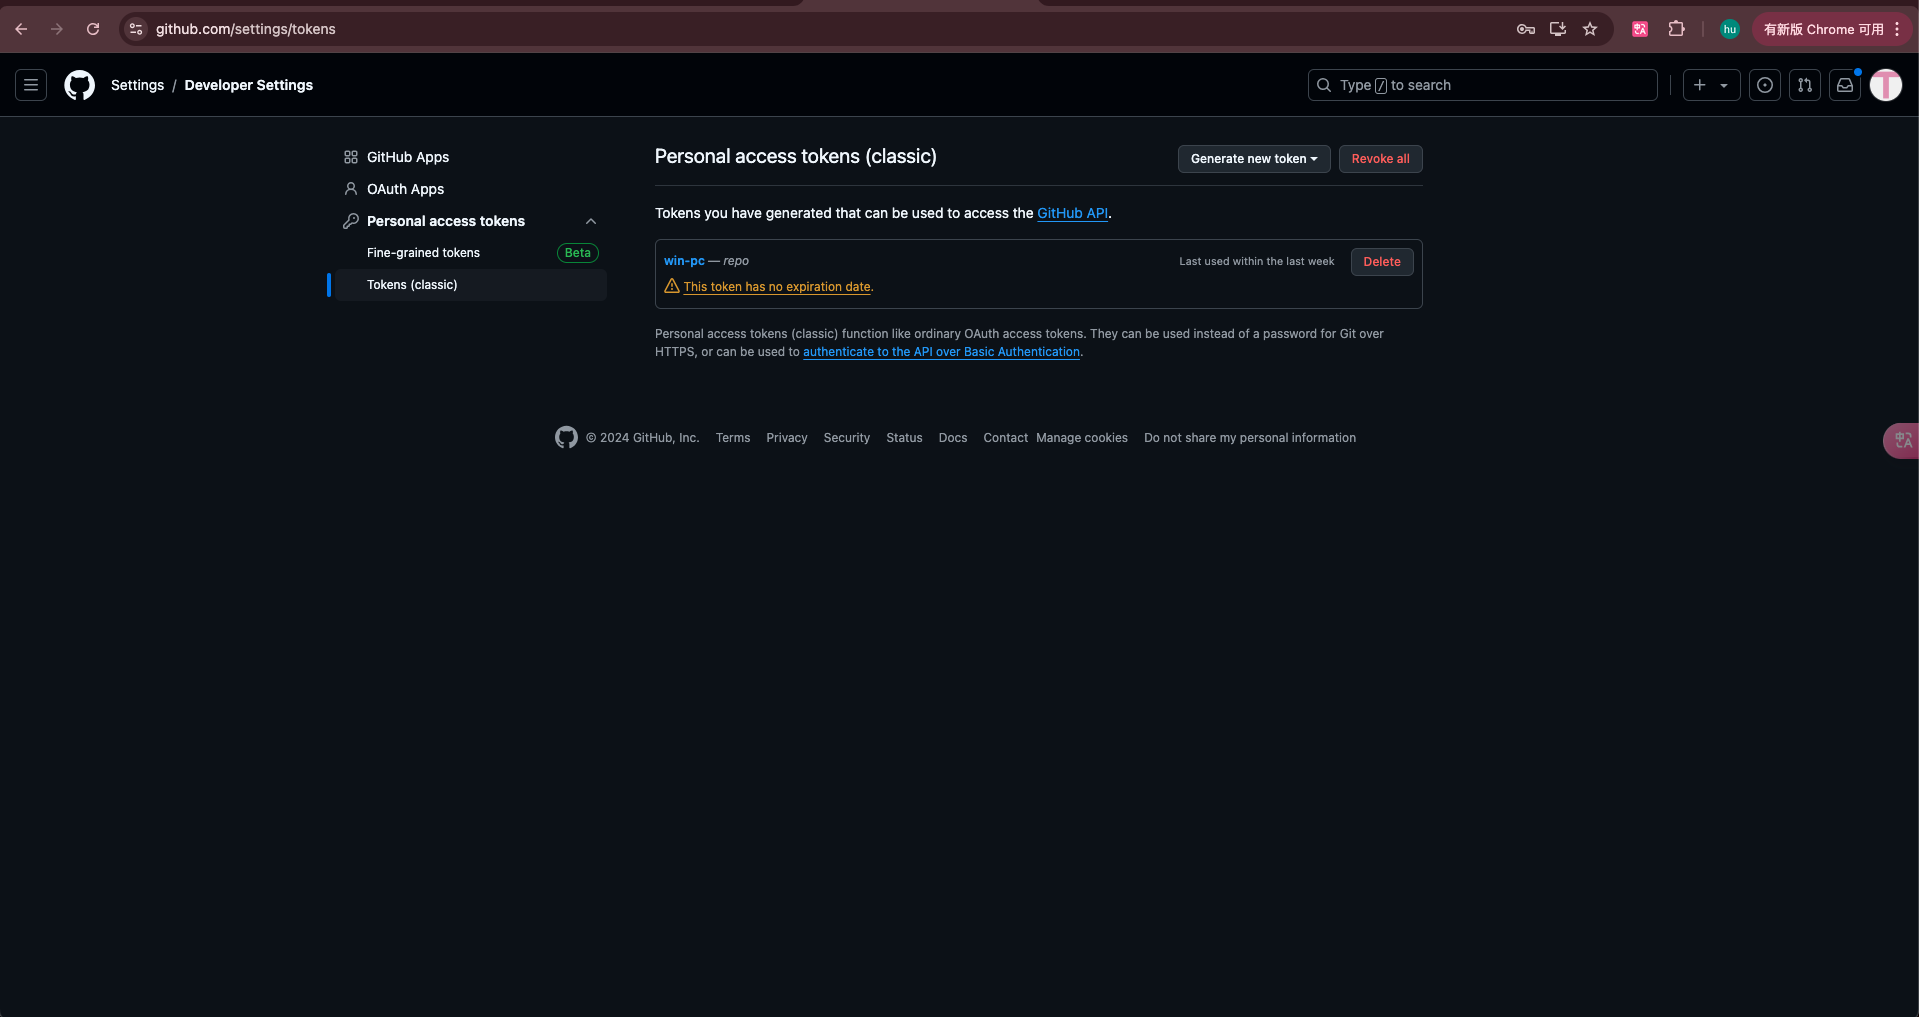 github.com/settings/tokens
hu
有新版 Chrome 可用
Settings / Developer Settings
Type / to search
GitHub Apps
OAuth Apps
Personal access tokens
Fine-grained tokens Beta
Tokens (classic)
Personal access tokens (classic)
Generate new token
Revoke all
Tokens you have generated that can be used to access the GitHub API.
win-pc — repo
Last used within the last week
Delete
This token has no expiration date.
Personal access tokens (classic) function like ordinary OAuth access tokens. They can be used instead of a password for Git over
HTTPS, or can be used to authenticate to the API over Basic Authentication.
© 2024 GitHub, Inc. Terms Privacy Security Status Docs Contact Manage cookies Do not share my personal information